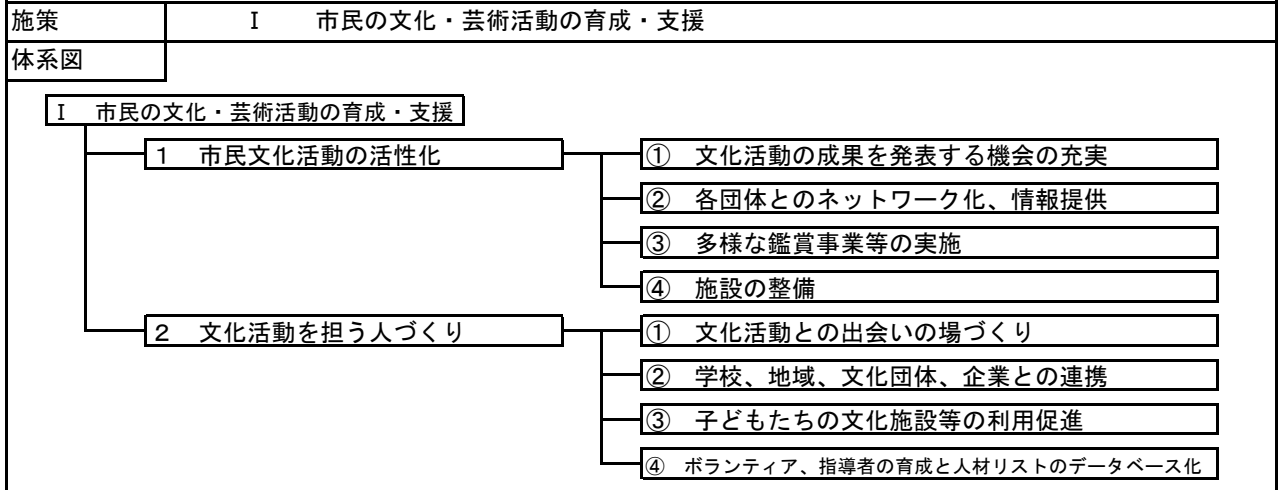 施策 Ⅰ 市民の文化・芸術活動の育成・支援
体系図
Ⅰ 市民の文化・芸術活動の育成・支援
1 市民文化活動の活性化
① 文化活動の成果を発表する機会の充実
② 各団体とのネットワーク化、情報提供
③ 多様な鑑賞事業等の実施
④ 施設の整備
2 文化活動を担う人づくり
① 文化活動との出会いの場づくり
② 学校、地域、文化団体、企業との連携
③ 子どもたちの文化施設等の利用促進
④ ボランティア、指導者の育成と人材リストのデータベース化